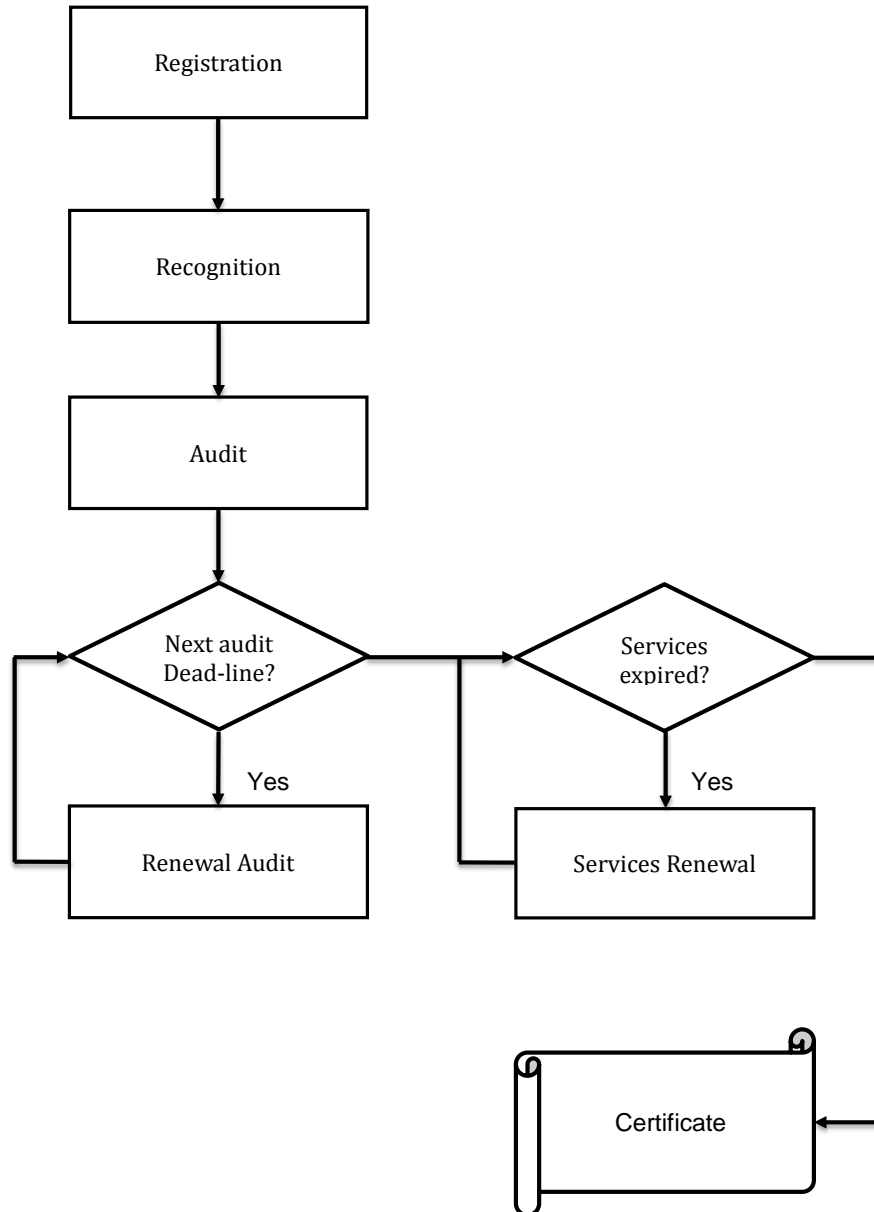 Registration
Recognition
Audit
Next audit
Dead-line?
Services
expired?
Yes
Yes
Renewal Audit
Services Renewal
Certificate